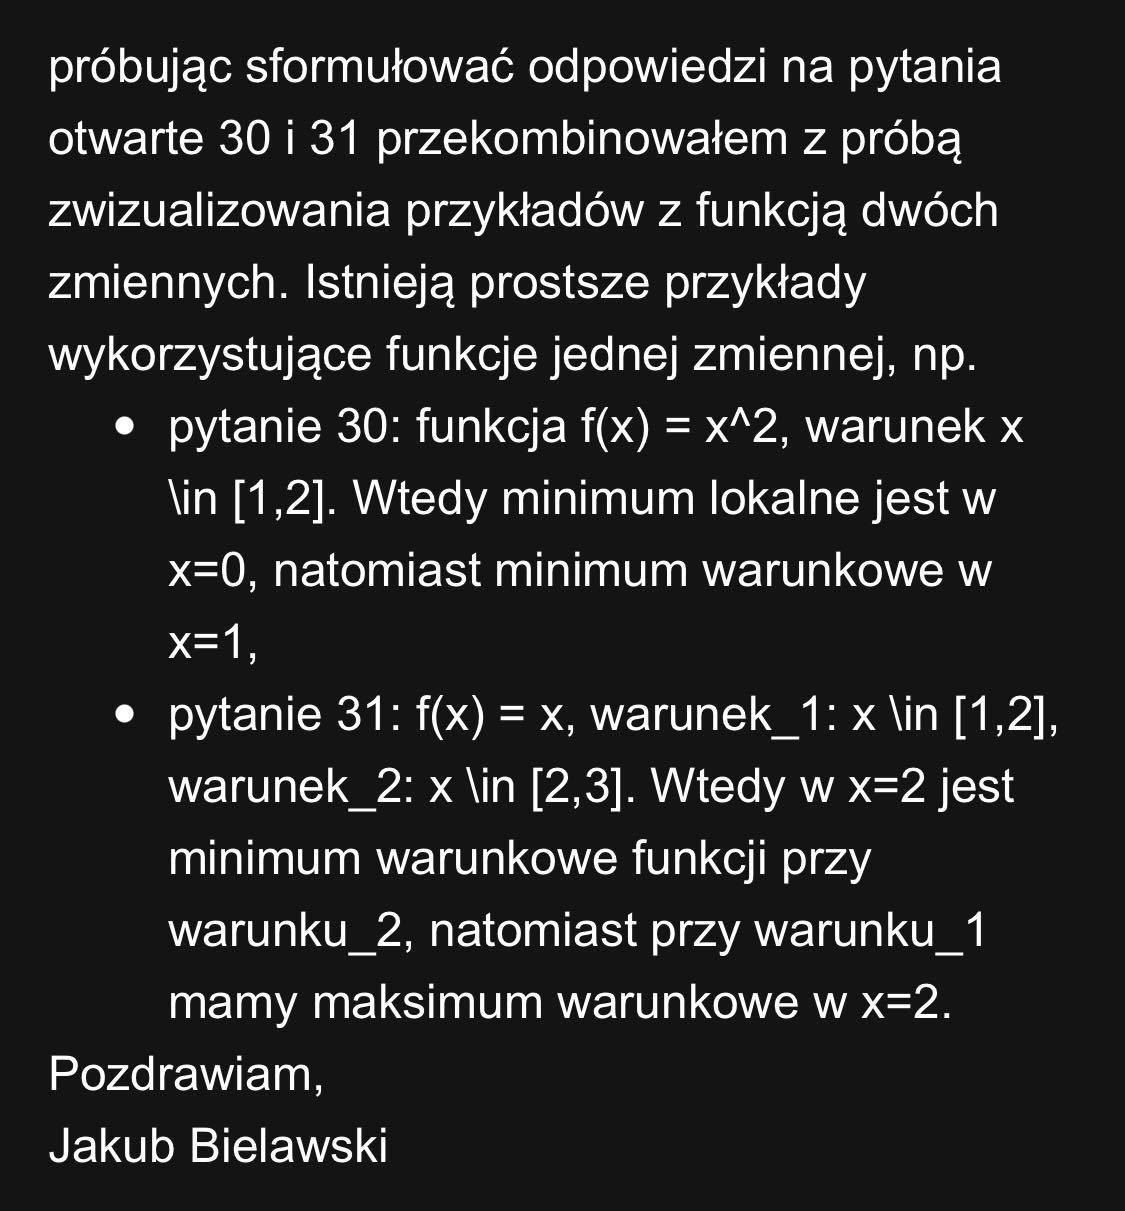 próbując sformułować odpowiedzi na pytania
otwarte 30 i 31 przekombinowałem z próbą
zwizualizowania przykładów z funkcją dwóch
zmiennych. Istnieją prostsze przykłady
wykorzystujące funkcje jednej zmiennej, np.
• pytanie 30: funkcja f(x) = x^2, warunek x
\in [1,2]. Wtedy minimum lokalne jest w
x=0, natomiast minimum warunkowe w
x=1,
• pytanie 31: f(x) = x, warunek_1: x \in [1,2],
warunek_2: x \in [2,3]. Wtedy w x=2 jest
minimum warunkowe funkcji przy
warunku_2, natomiast przy warunku_1
mamy maksimum warunkowe w x=2.
Pozdrawiam,
Jakub Bielawski